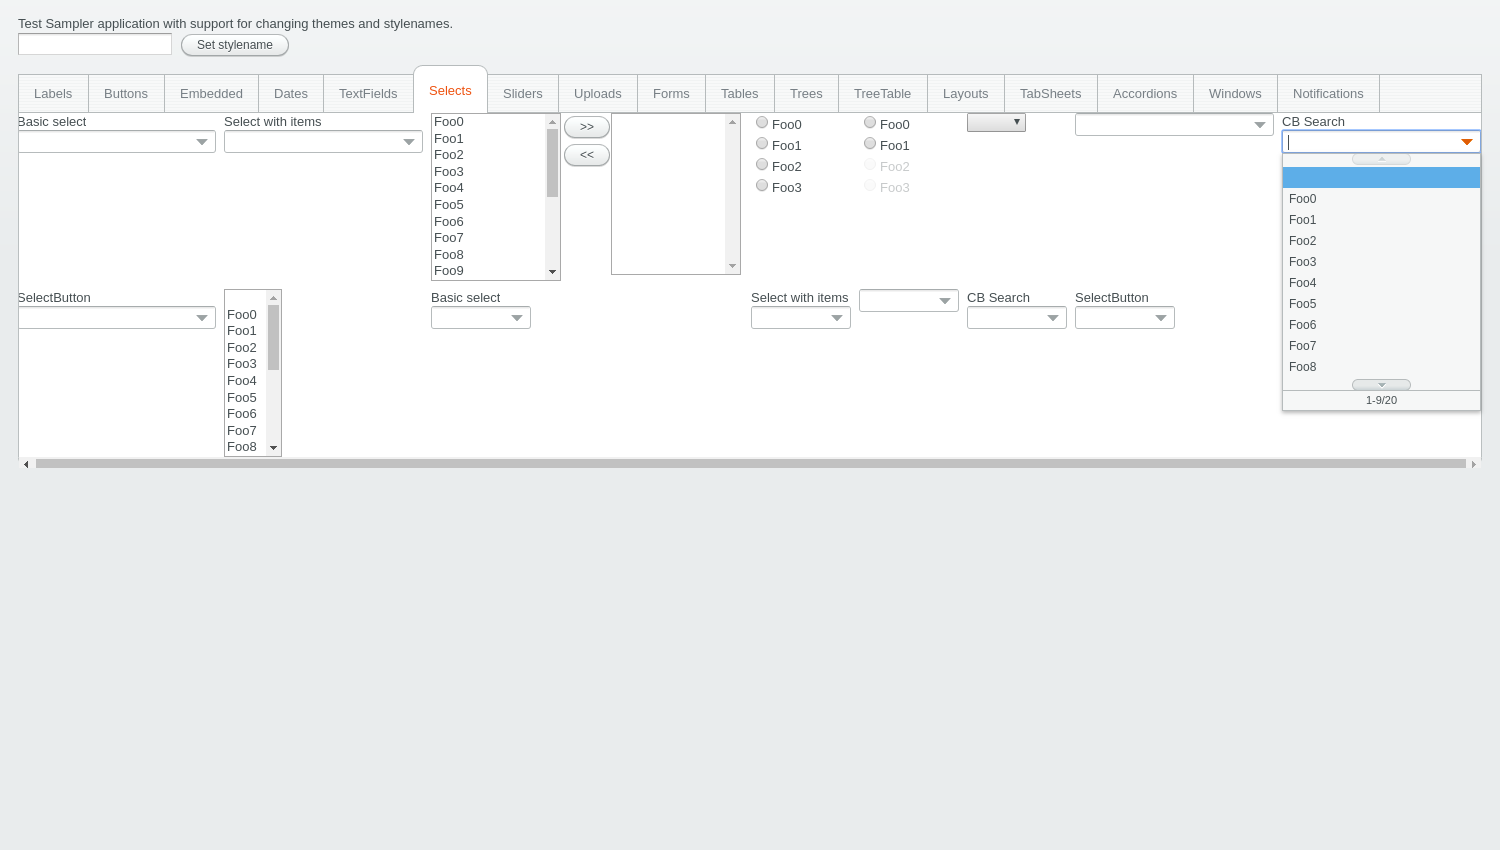 Test Sampler application with support for changing themes and stylenames.
Set stylename
Labels Buttons Embedded Dates TextFields Selects Sliders Uploads Forms Tables Trees TreeTable Layouts TabSheets Accordions Windows Notifications
Basic select
Select with items
Foo0
Foo1
Foo2
Foo3
Foo4
Foo5
Foo6
Foo7
Foo8
Foo9
>>
<<
Foo0
Foo1
Foo2
Foo3
Foo0
Foo1
Foo2
Foo3
CB Search
Foo0
Foo1
Foo2
Foo3
Foo4
Foo5
Foo6
Foo7
Foo8
1-9/20
SelectButton
Foo0
Foo1
Foo2
Foo3
Foo4
Foo5
Foo6
Foo7
Foo8
Basic select
Select with items
CB Search
SelectButton